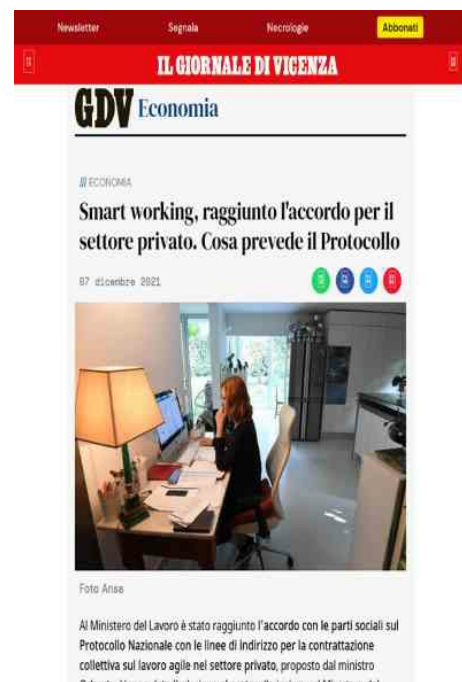 Newsletter
Segnala
Necrologie
Abbonati
IL GIORNALE DI VICENZA
GDV Economia
/// ECONOMIA
Smart working, raggiunto l'accordo per il
settore privato. Cosa prevede il Protocollo
07 dicembre 2021
Foto Ansa
Al Ministero del Lavoro è stato raggiunto l'accordo con le parti sociali sul
Protocollo Nazionale con le linee di indirizzo per la contrattazione
collettiva sul lavoro agile nel settore privato, proposto dal ministro